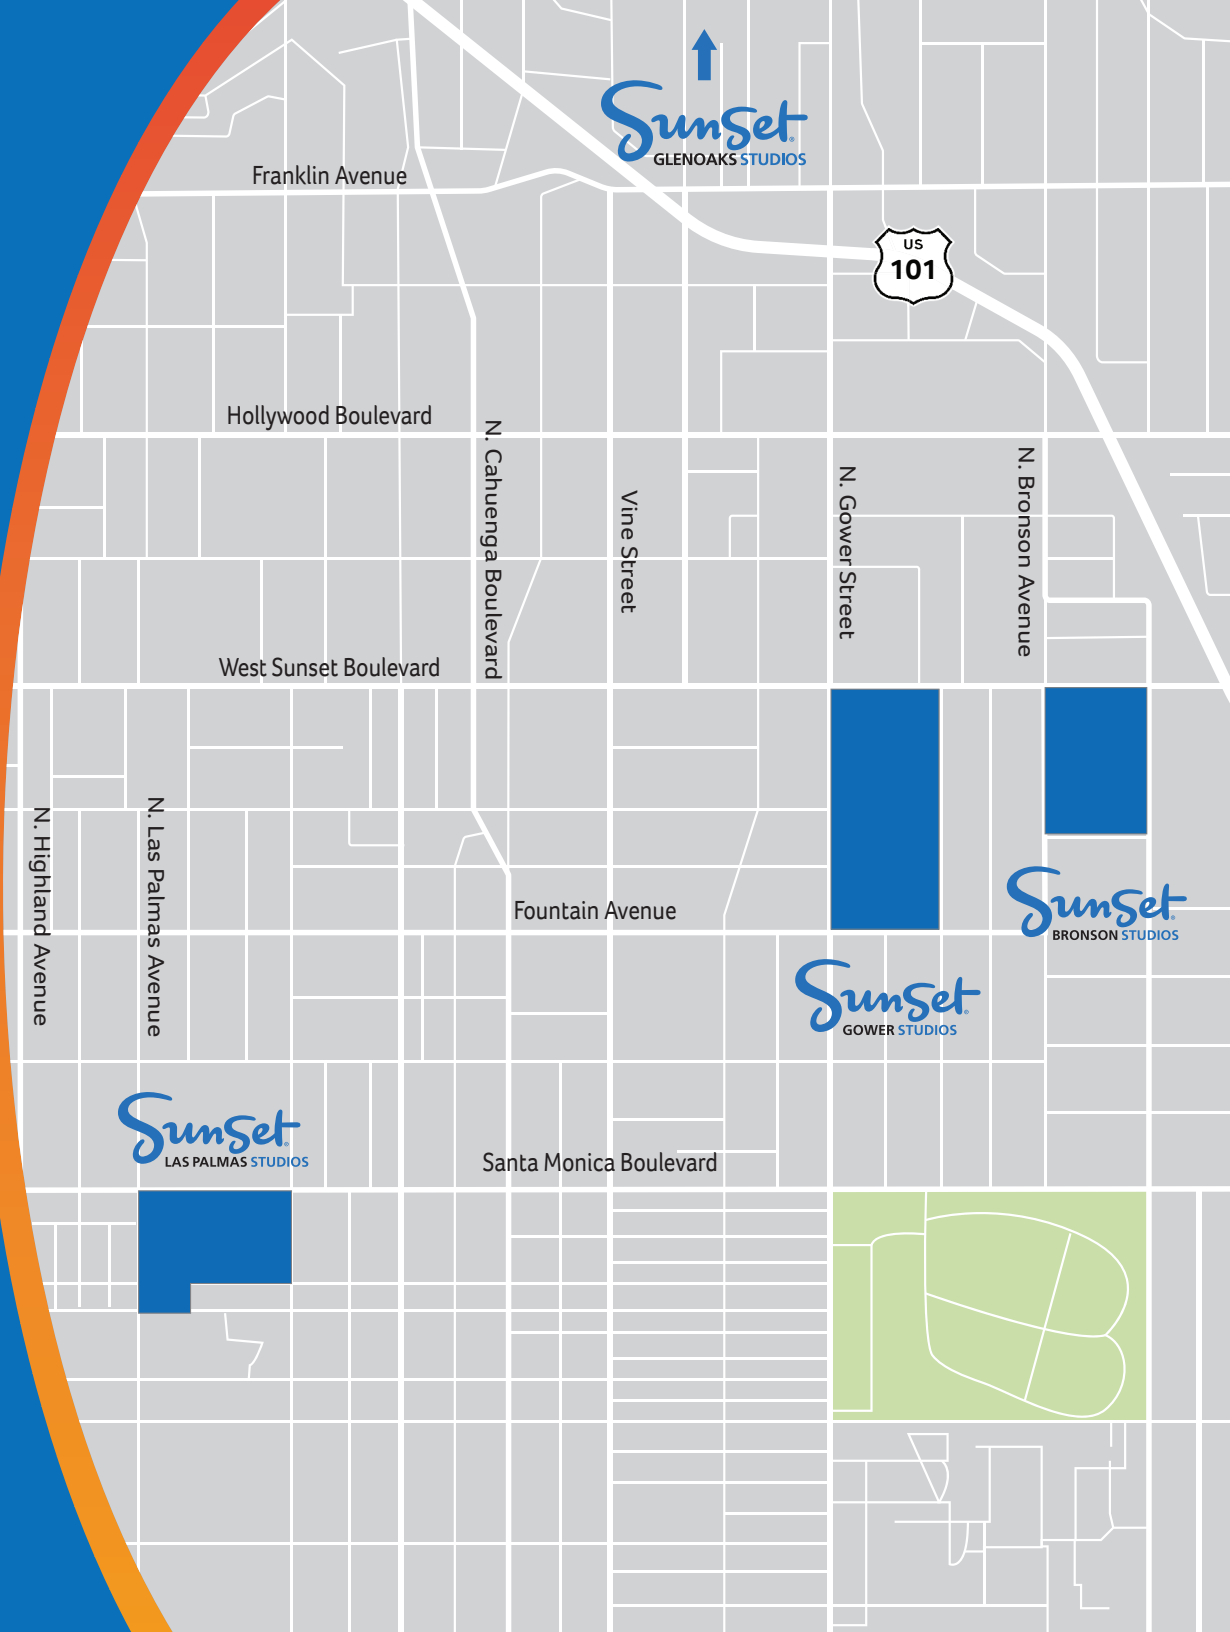 SunSet
GLENOAKS STUDIOS
Franklin Avenue
US
101
Hollywood Boulevard
N. Cahuenga Boulevard
Vine Street
N. Gower Street
N. Bronson Avenue
West Sunset Boulevard
N. Highland Avenue
N. Las Palmas Avenue
Fountain Avenue
SunSet
BRONSON STUDIOS
SunSet
GOWER STUDIOS
SunSet
LAS PALMAS STUDIOS
Santa Monica Boulevard